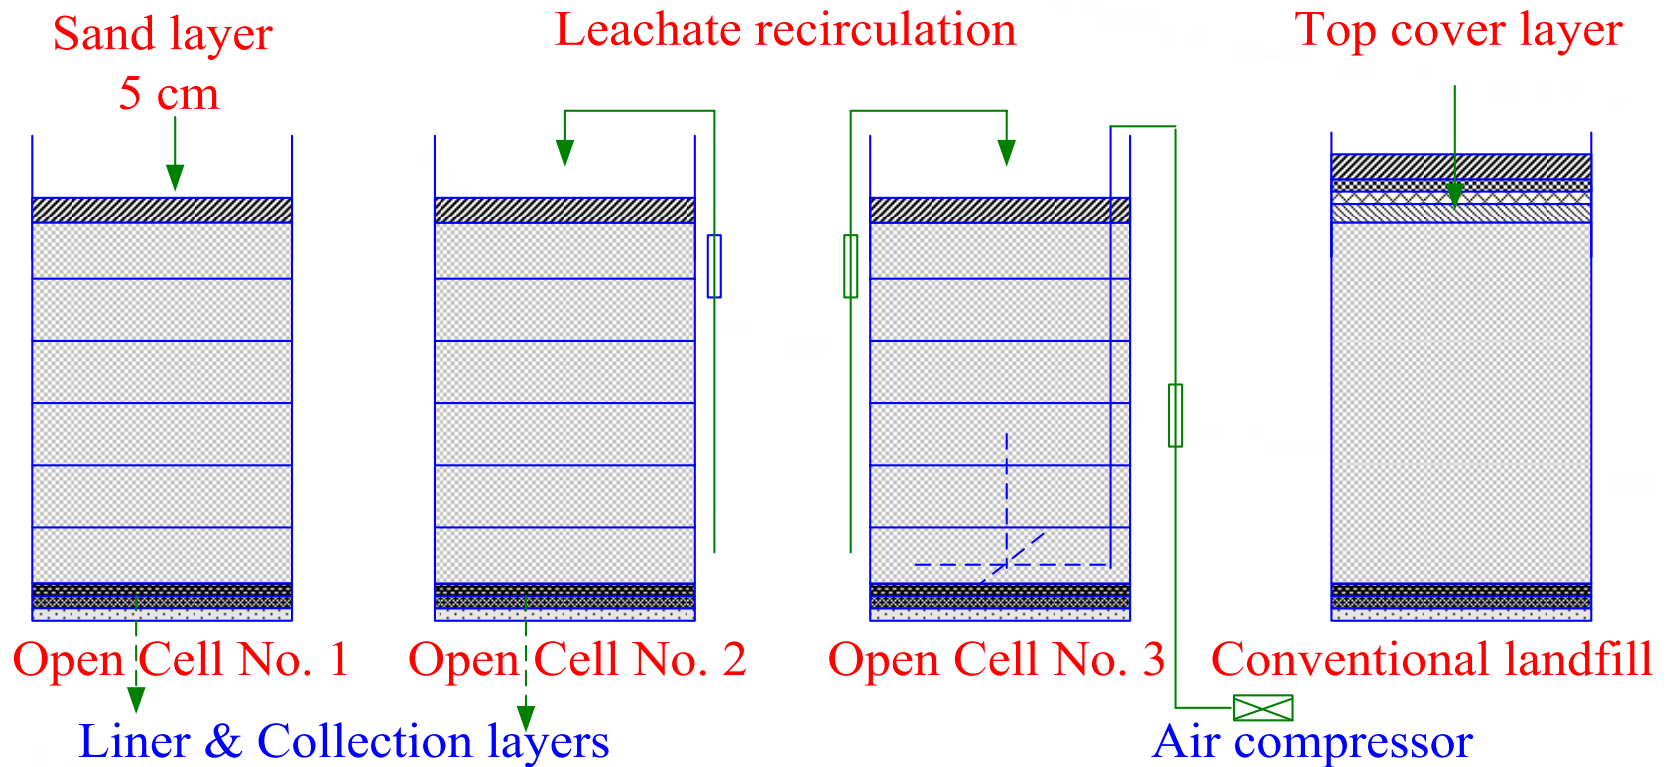 Sand layer
5 cm
Leachate recirculation
Top cover layer
Open Cell No. 1
Open Cell No. 2
Open Cell No. 3
Conventional landfill
Liner & Collection layers
Air compressor